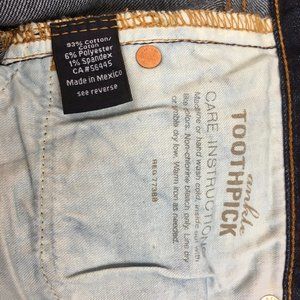 93% Cotton/
6% Polyester
1% Spandex
CA#56445
Made in Mexico
see reverse
ankle
TOOTHPICK
CARE INSTRUCTIONS
Machine or hand wash cold, inside out with
like colors. Non-chlorine bleach only. Line dry
or tumble dry low. Warm iron as needed.